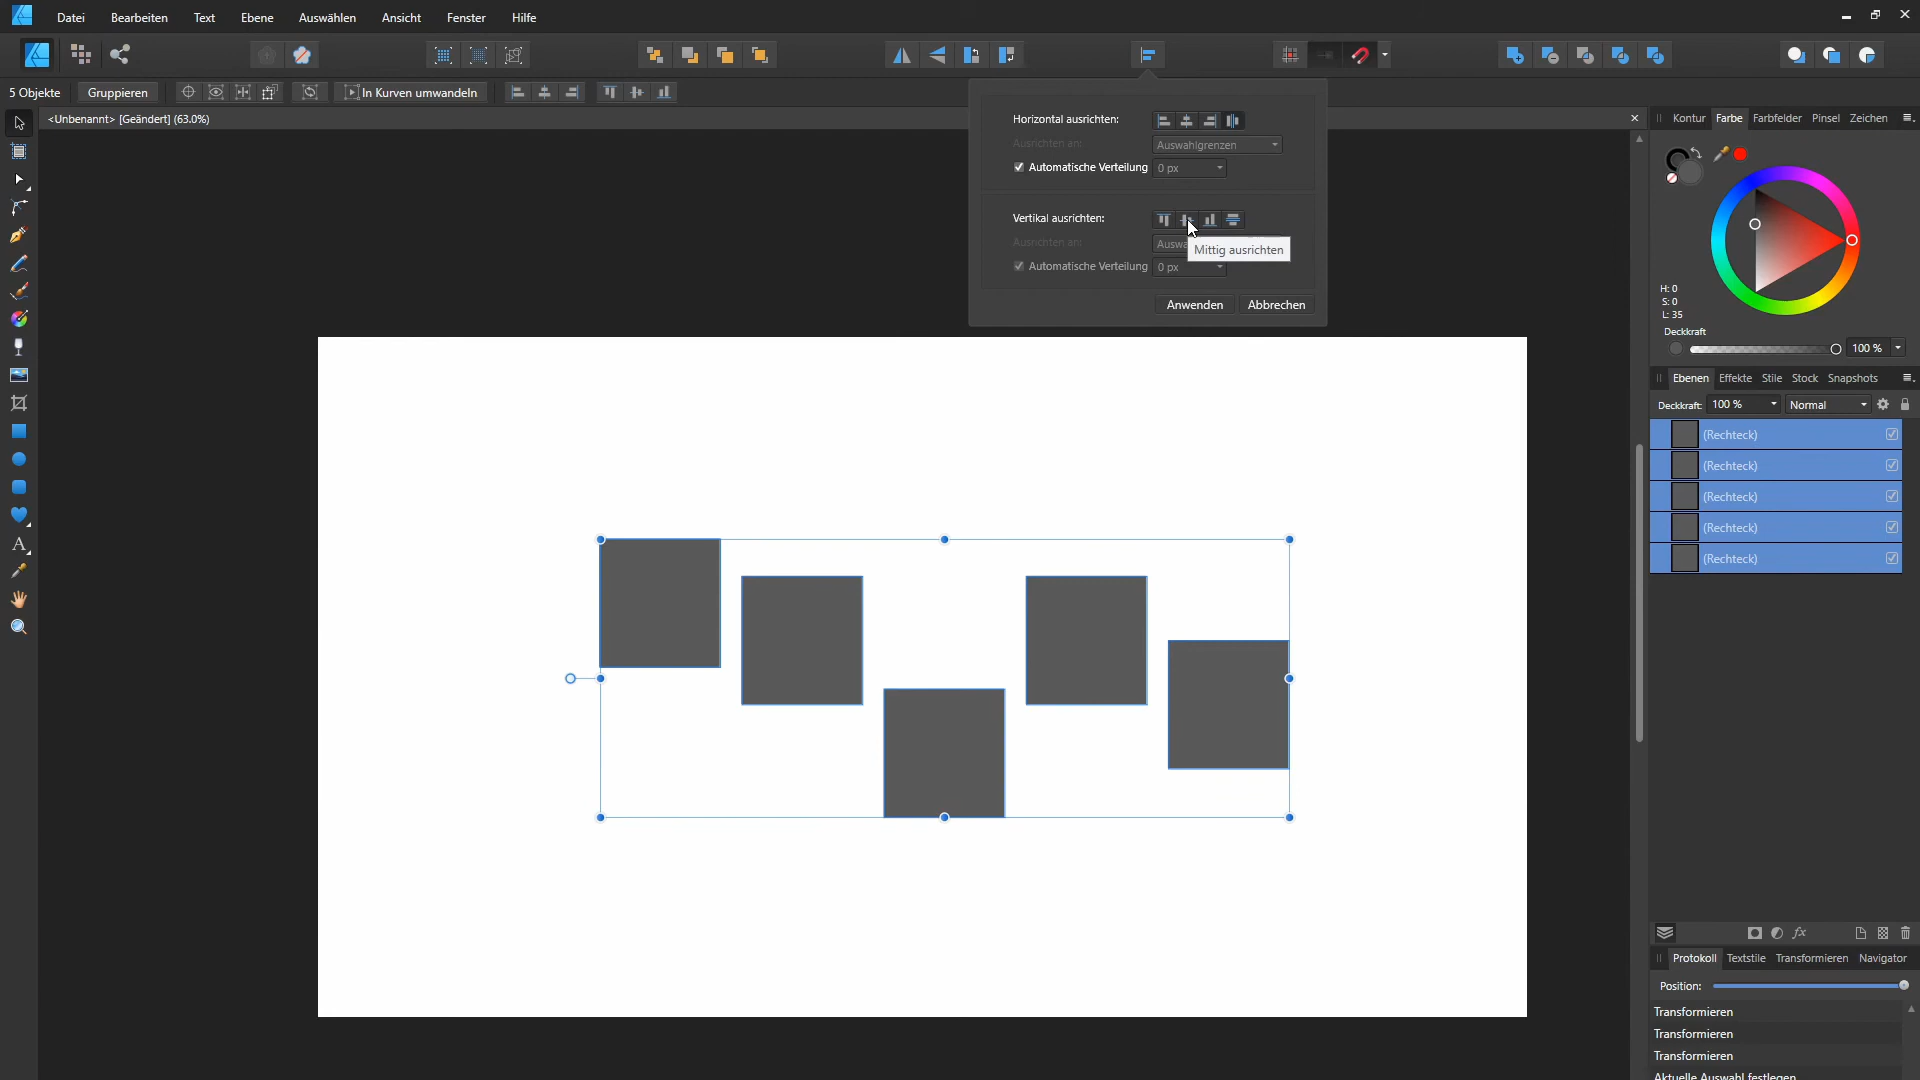 Datei Bearbeiten Text Ebene Auswählen Ansicht Fenster Hilfe
5 Objekte Gruppieren In Kurven umwandeln
<Unbenannt> [Geändert] (63.0%)
Horizontal ausrichten:
Ausrichten an: Auswahlgrenzen
Automatische Verteilung 0 px
Vertikal ausrichten:
Ausrichten an: Auswa
Mittig ausrichten
Automatische Verteilung 0 px
Anwenden Abbrechen
Kontur Farbe Farbfelder Pinsel Zeichen
H: 0
S: 0
L: 35
Deckkraft
100 %
Ebenen Effekte Stile Stock Snapshots
Deckkraft: 100 % Normal
(Rechteck)
(Rechteck)
(Rechteck)
(Rechteck)
(Rechteck)
fx
Protokoll Textstile Transformieren Navigator
Position:
Transformieren
Transformieren
Transformieren
Aktuelle Auswahl festlegen